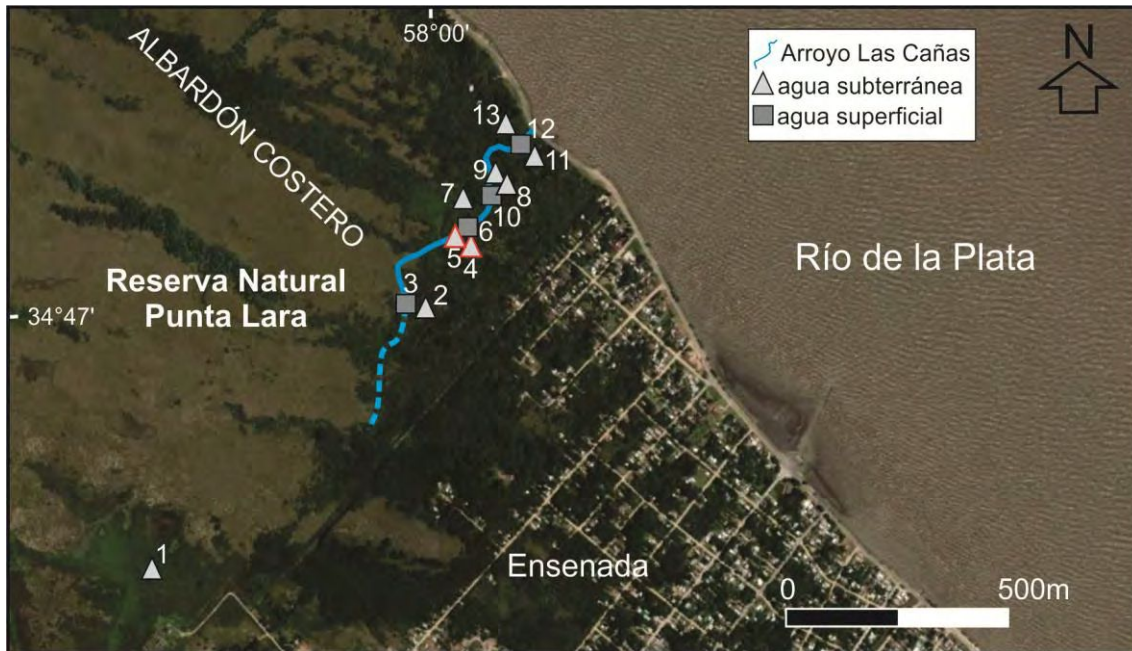 58°00'
ALBARDÓN COSTERO
Arroyo Las Cañas
agua subterránea
agua superficial
N
13
12
11
9
8
7
10
6
5
4
3
2
Reserva Natural
Punta Lara
34°47'
Río de la Plata
1
Ensenada
0
500m